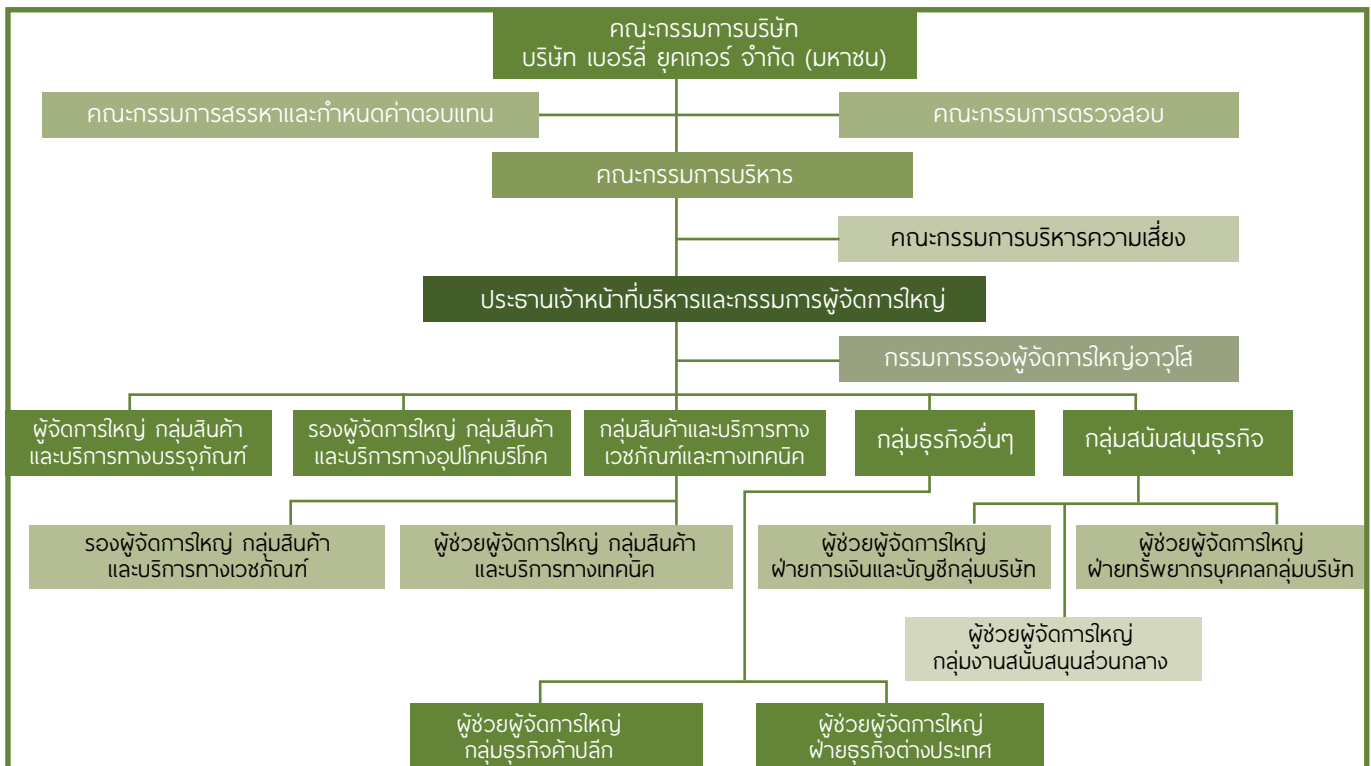 คณะกรรมการบริษัท
บริษัท เบอร์ลี่ ยุคเกอร์ จำกัด (มหาชน)
คณะกรรมการสรรหาและกำหนดค่าตอบแทน
คณะกรรมการตรวจสอบ
คณะกรรมการบริหาร
คณะกรรมการบริหารความเสี่ยง
ประธานเจ้าหน้าที่บริหารและกรรมการผู้จัดการใหญ่
กรรมการรองผู้จัดการใหญ่อาวุโส
ผู้จัดการใหญ่ กลุ่มสินค้า
และบริการทางบรรจุภัณฑ์
รองผู้จัดการใหญ่ กลุ่มสินค้า
และบริการทางอุปโภคบริโภค
กลุ่มสินค้าและบริการทาง
เวชภัณฑ์และทางเทคนิค
กลุ่มธุรกิจอื่นๆ
กลุ่มสนับสนุนธุรกิจ
รองผู้จัดการใหญ่ กลุ่มสินค้า
และบริการทางเวชภัณฑ์
ผู้ช่วยผู้จัดการใหญ่ กลุ่มสินค้า
และบริการทางเทคนิค
ผู้ช่วยผู้จัดการใหญ่
ฝ่ายการเงินและบัญชีกลุ่มบริษัท
ผู้ช่วยผู้จัดการใหญ่
ฝ่ายทรัพยากรบุคคลกลุ่มบริษัท
ผู้ช่วยผู้จัดการใหญ่
กลุ่มงานสนับสนุนส่วนกลาง
ผู้ช่วยผู้จัดการใหญ่
กลุ่มธุรกิจค้าปลีก
ผู้ช่วยผู้จัดการใหญ่
ฝ่ายธุรกิจต่างประเทศ